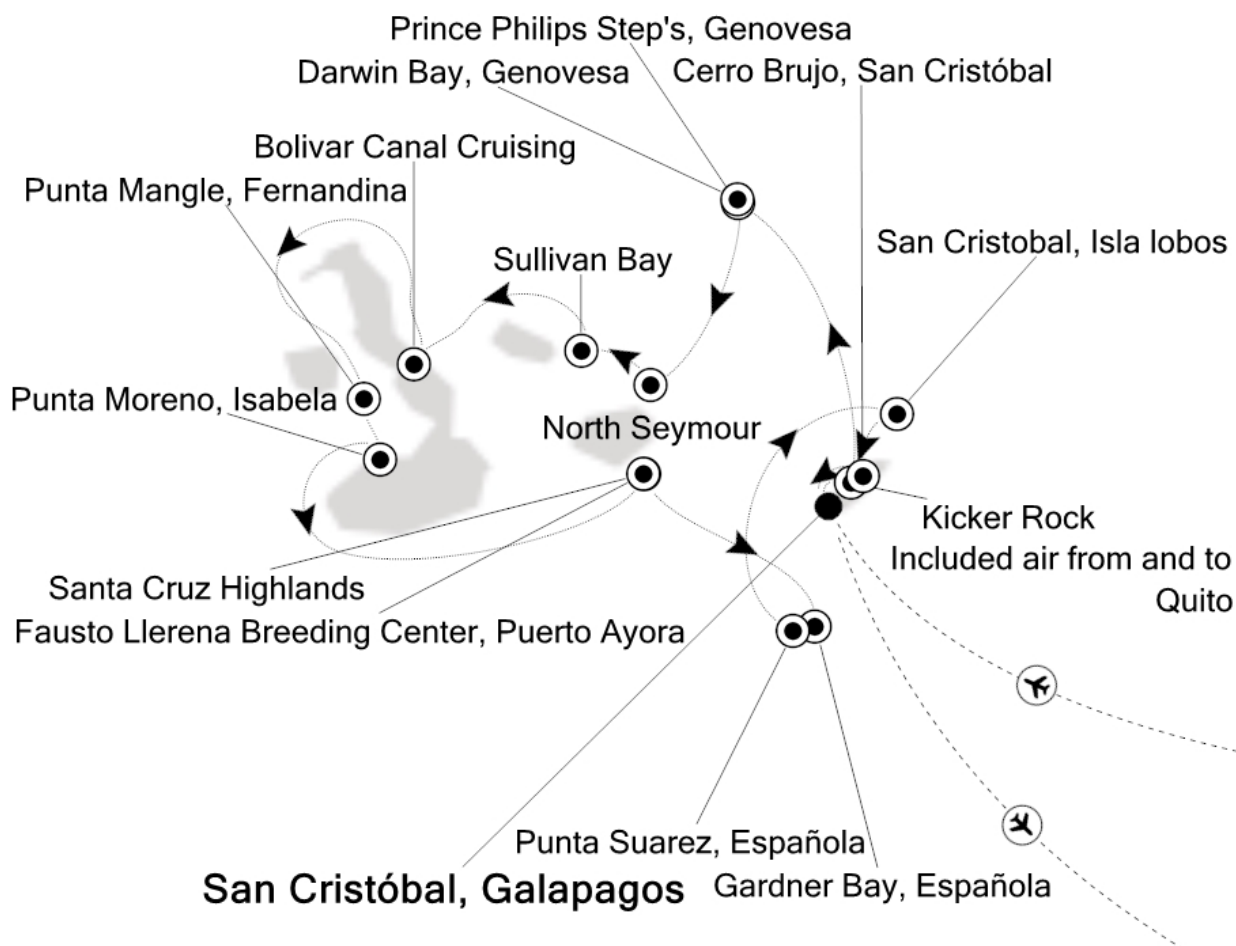 Prince Philips Step's, Genovesa
Darwin Bay, Genovesa
Cerro Brujo, San Cristóbal
Bolivar Canal Cruising
Punta Mangle, Fernandina
San Cristobal, Isla lobos
Sullivan Bay
Punta Moreno, Isabela
North Seymour
Kicker Rock
Included air from and to
Quito
Santa Cruz Highlands
Fausto Llerena Breeding Center, Puerto Ayora
Punta Suarez, Española
San Cristóbal, Galapagos
Gardner Bay, Española